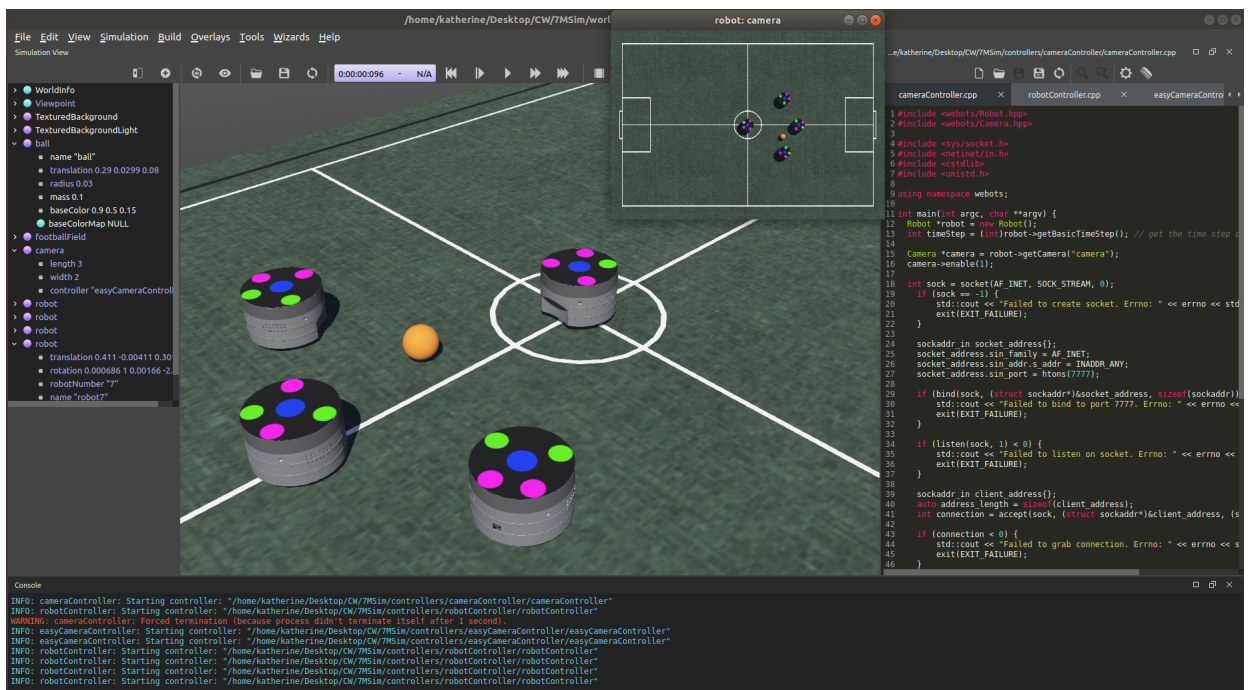 /home/katherine/Desktop/CW/7MSim/worl
robot: camera
File Edit View Simulation Build Overlays Tools Wizards Help
Simulation View
...e/katherine/Desktop/CW/7MSim/controllers/cameraController/cameraController.cpp
0:00:00:096 - N/A
WorldInfo
Viewpoint
TexturedBackground
TexturedBackgroundLight
ball
name "ball"
translation 0.29 0.0299 0.08
radius 0.03
mass 0.1
baseColor 0.9 0.5 0.15
baseColorMap NULL
footballField
camera
length 3
width 2
controller "easyCameraControll
robot
robot
robot
robot
translation 0.411 -0.00411 0.30
rotation 0.000686 1 0.00166 -2.
robotNumber "7"
name "robot7"
cameraController.cpp × robotController.cpp × easyCameraContro
1 #include <webots/Robot.hpp>
2 #include <webots/Camera.hpp>
3
4 #include <sys/socket.h>
5 #include <netinet/in.h>
6 #include <cstdlib>
7 #include <unistd.h>
8
9 using namespace webots;
10
11 int main(int argc, char **argv) {
12 Robot *robot = new Robot();
13 int timeStep = (int)robot->getBasicTimeStep(); // get the time step o
14
15 Camera *camera = robot->getCamera("camera");
16 camera->enable(1);
17
18 int sock = socket(AF_INET, SOCK_STREAM, 0);
19 if (sock == -1) {
20 std::cout << "Failed to create socket. Errno: " << errno << std
21 exit(EXIT_FAILURE);
22 }
23
24 sockaddr_in socket_address{};
25 socket_address.sin_family = AF_INET;
26 socket_address.sin_addr.s_addr = INADDR_ANY;
27 socket_address.sin_port = htons(7777);
28
29 if (bind(sock, (struct sockaddr*)&socket_address, sizeof(sockaddr))
30 std::cout << "Failed to bind to port 7777. Errno: " << errno <<
31 exit(EXIT_FAILURE);
32 }
33
34 if (listen(sock, 1) < 0) {
35 std::cout << "Failed to listen on socket. Errno: " << errno <<
36 exit(EXIT_FAILURE);
37 }
38
39 sockaddr_in client_address{};
40 auto address_length = sizeof(client_address);
41 int connection = accept(sock, (struct sockaddr*)&client_address, (s
42
43 if (connection < 0) {
44 std::cout << "Failed to grab connection. Errno: " << errno << s
45 exit(EXIT_FAILURE);
46 }
Console
INFO: cameraController: Starting controller: "/home/katherine/Desktop/CW/7MSim/controllers/cameraController/cameraController"
INFO: robotController: Starting controller: "/home/katherine/Desktop/CW/7MSim/controllers/robotController/robotController"
WARNING: cameraController: Forced termination (because process didn't terminate itself after 1 second).
INFO: easyCameraController: Starting controller: "/home/katherine/Desktop/CW/7MSim/controllers/easyCameraController/easyCameraController"
INFO: easyCameraController: Starting controller: "/home/katherine/Desktop/CW/7MSim/controllers/easyCameraController/easyCameraController"
INFO: robotController: Starting controller: "/home/katherine/Desktop/CW/7MSim/controllers/robotController/robotController"
INFO: robotController: Starting controller: "/home/katherine/Desktop/CW/7MSim/controllers/robotController/robotController"
INFO: robotController: Starting controller: "/home/katherine/Desktop/CW/7MSim/controllers/robotController/robotController"
INFO: robotController: Starting controller: "/home/katherine/Desktop/CW/7MSim/controllers/robotController/robotController"